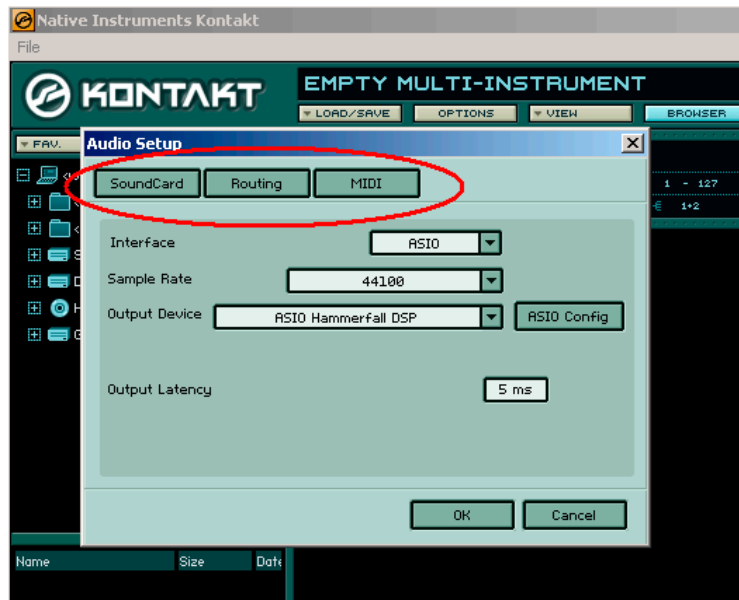 Native Instruments Kontakt
File
KONTAKT
EMPTY MULTI-INSTRUMENT
LOAD/SAVE OPTIONS VIEW BROWSER
FAV.
Audio Setup
SoundCard Routing MIDI
1 - 127
1+2
Interface ASIO
Sample Rate 44100
Output Device ASIO Hammerfall DSP ASIO Config
Output Latency 5 ms
OK Cancel
Name Size Date